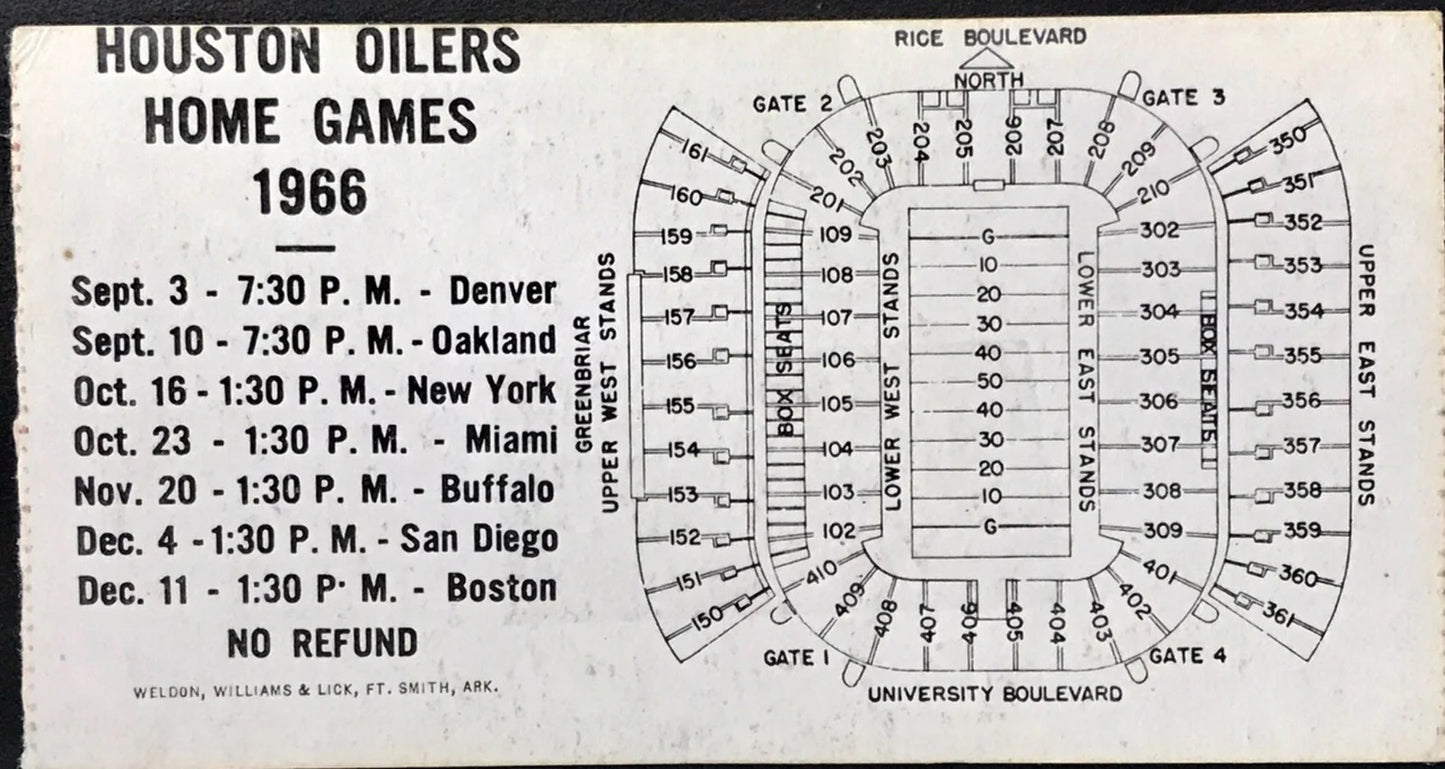 HOUSTON OILERS
HOME GAMES
1966
Sept. 3 - 7:30 P. M. - Denver
Sept. 10 - 7:30 P. M. - Oakland
Oct. 16 - 1:30 P. M. - New York
Oct. 23 - 1:30 P. M. - Miami
Nov. 20 - 1:30 P. M. - Buffalo
Dec. 4 - 1:30 P. M. - San Diego
Dec. 11 - 1:30 P. M. - Boston
NO REFUND
WELDON, WILLIAMS & LICK, FT. SMITH, ARK.
RICE BOULEVARD
NORTH
GATE 2
GATE 3
203
204
205
206
207
208
202
209
201
210
161
160
159
158
157
156
155
154
153
152
151
150
GREENBRIAR
UPPER WEST STANDS
BOX SEATS
109
108
107
106
105
104
103
102
LOWER WEST STANDS
G
10
20
30
40
50
40
30
20
10
G
LOWER EAST STANDS
302
303
304
305
306
307
308
309
BOX SEATS
350
351
352
353
354
355
356
357
358
359
360
361
UPPER EAST STANDS
410
409
408
407
406
405
404
403
402
401
GATE 1
GATE 4
UNIVERSITY BOULEVARD